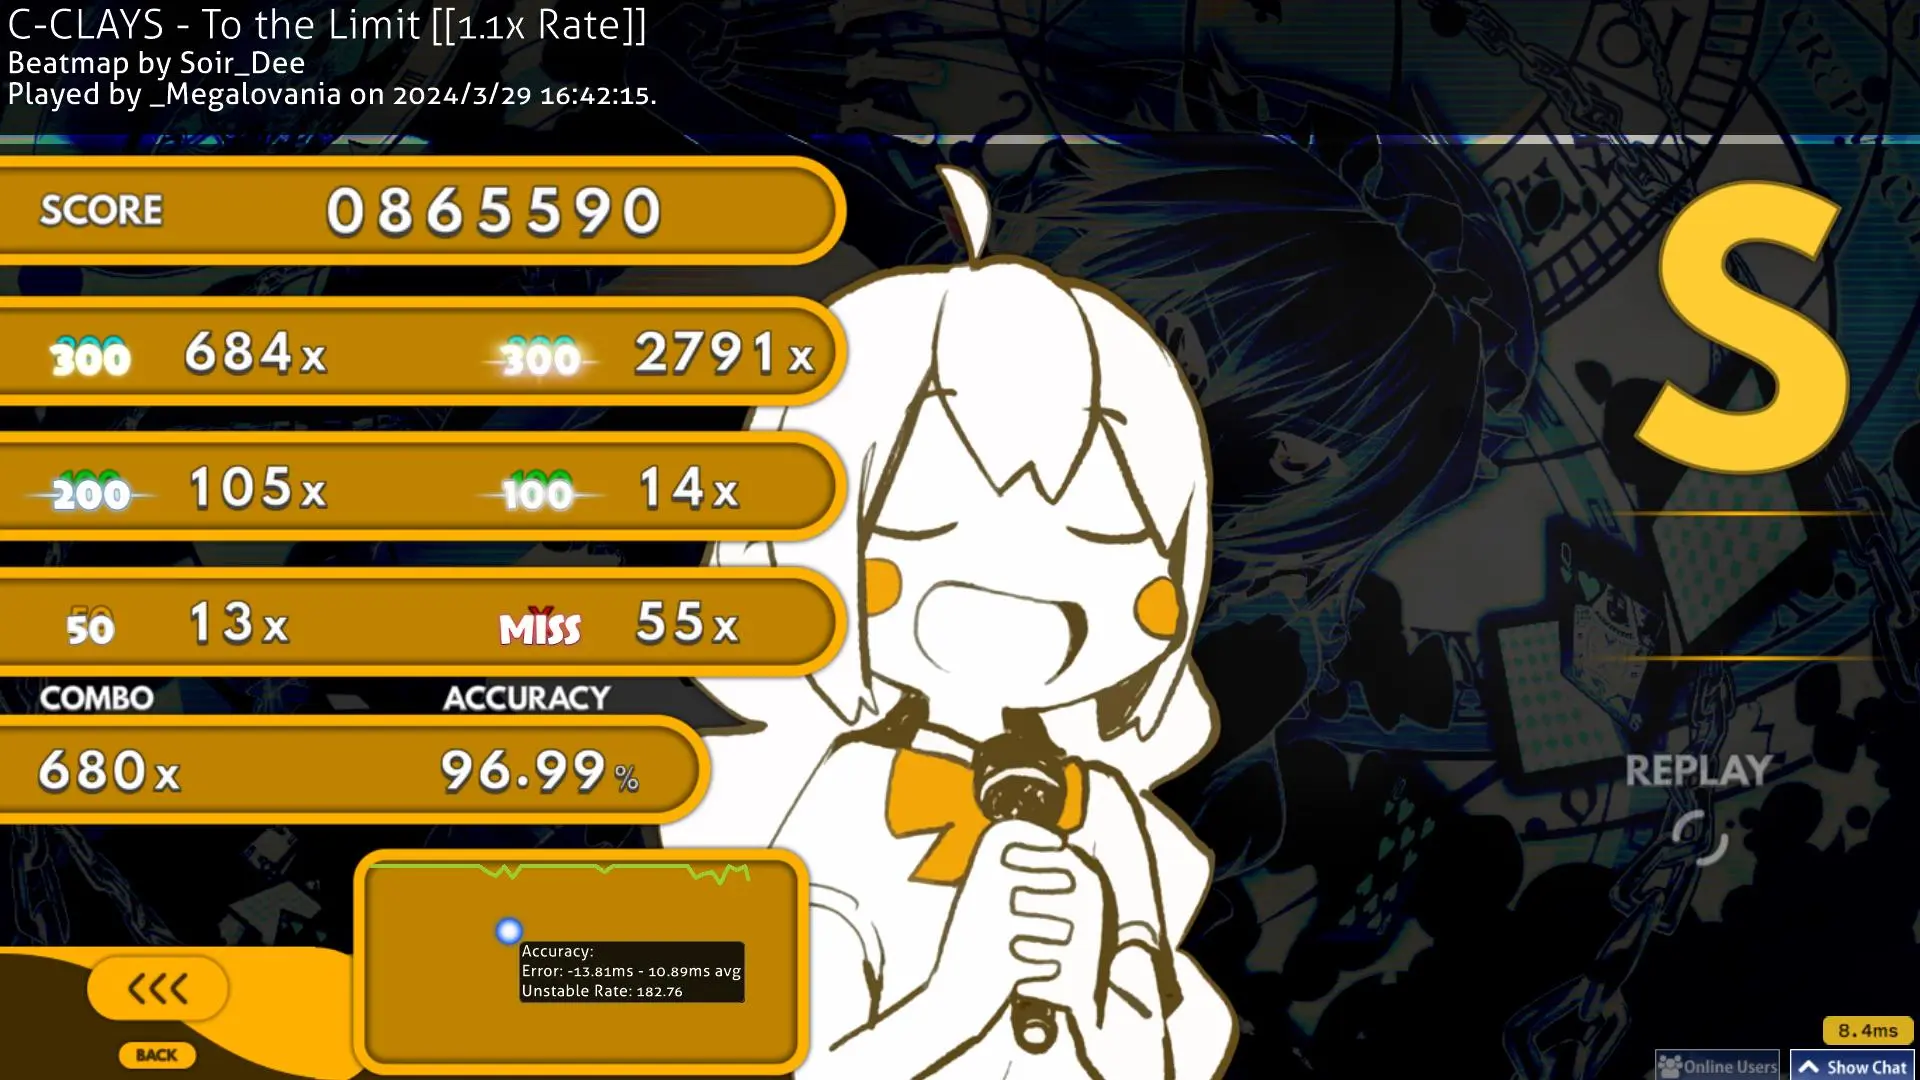 C-CLAYS - To the Limit [[1.1x Rate]]
Beatmap by Soir_Dee
Played by _Megalovania on 2024/3/29 16:42:15.
SCORE 0865590
300 684x 300 2791x
200 105x 100 14x
50 13x MISS 55x
COMBO ACCURACY
680x 96.99%
S
REPLAY
Accuracy:
Error: -13.81ms - 10.89ms avg
Unstable Rate: 182.76
BACK
8.4ms
Online Users
Show Chat